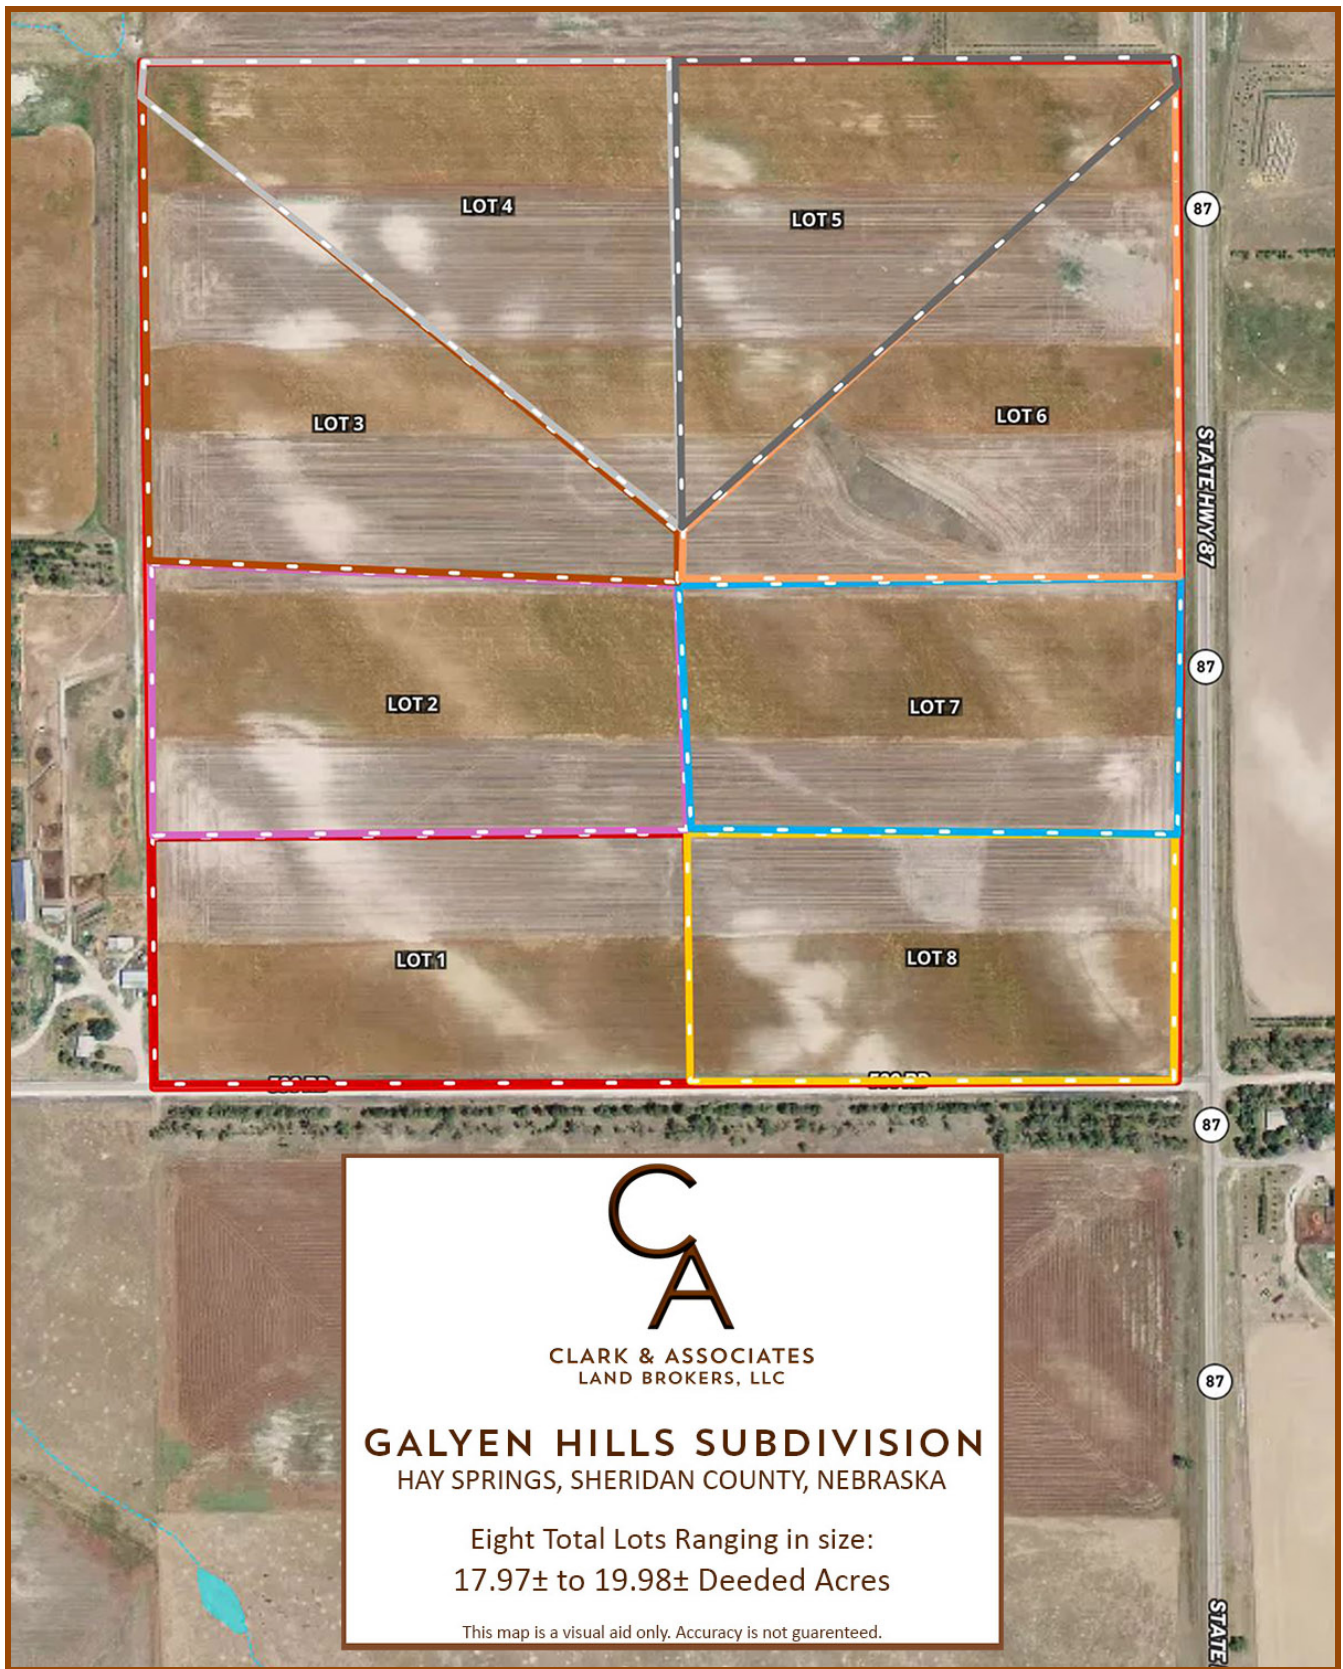 LOT 4
LOT 5
87
LOT 3
LOT 6
STATE HWY 87
87
LOT 2
LOT 7
LOT 1
LOT 8
87
CA
CLARK & ASSOCIATES
LAND BROKERS, LLC
87
GALYEN HILLS SUBDIVISION
HAY SPRINGS, SHERIDAN COUNTY, NEBRASKA
Eight Total Lots Ranging in size:
17.97± to 19.98± Deeded Acres
This map is a visual aid only. Accuracy is not guarenteed.
STATE